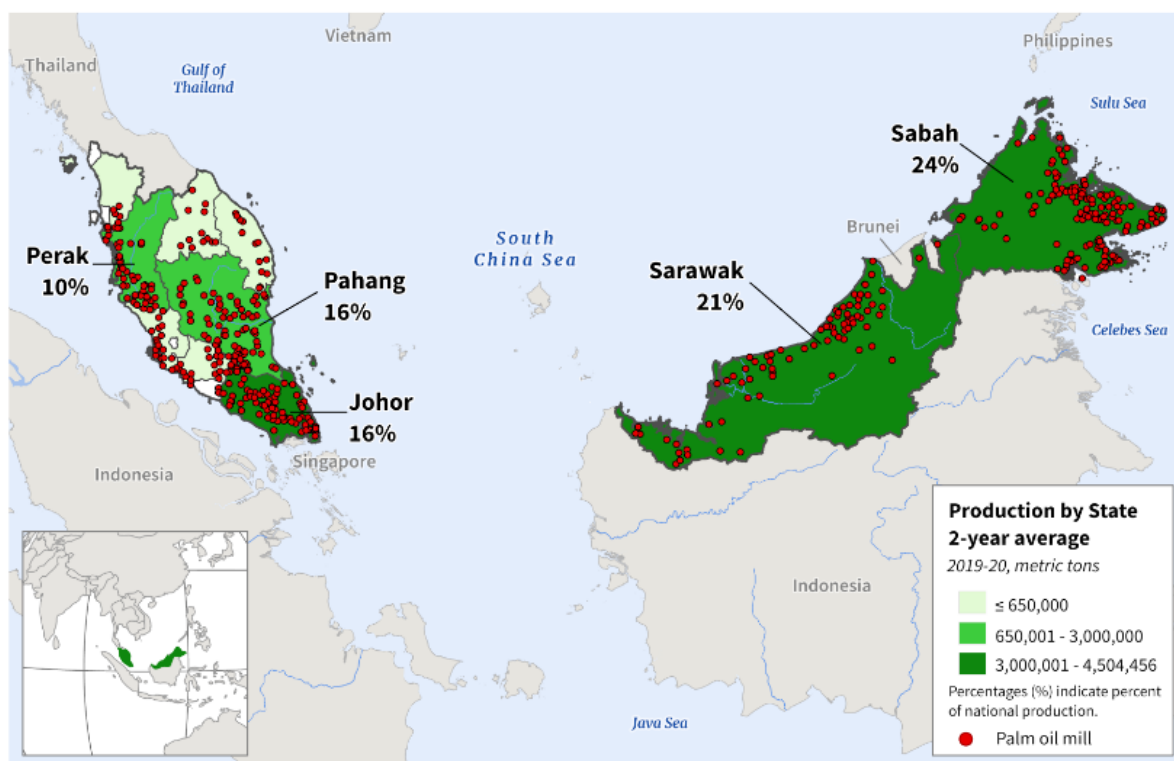 Vietnam
Philippines
Thailand
Gulf of
Thailand
Sulu Sea
Sabah
24%
Brunei
South
China Sea
Perak
10%
Pahang
16%
Sarawak
21%
Celebes Sea
Johor
16%
Singapore
Indonesia
Indonesia
Java Sea
Production by State
2-year average
2019-20, metric tons
≤ 650,000
650,001 - 3,000,000
3,000,001 - 4,504,456
Percentages (%) indicate percent
of national production.
Palm oil mill